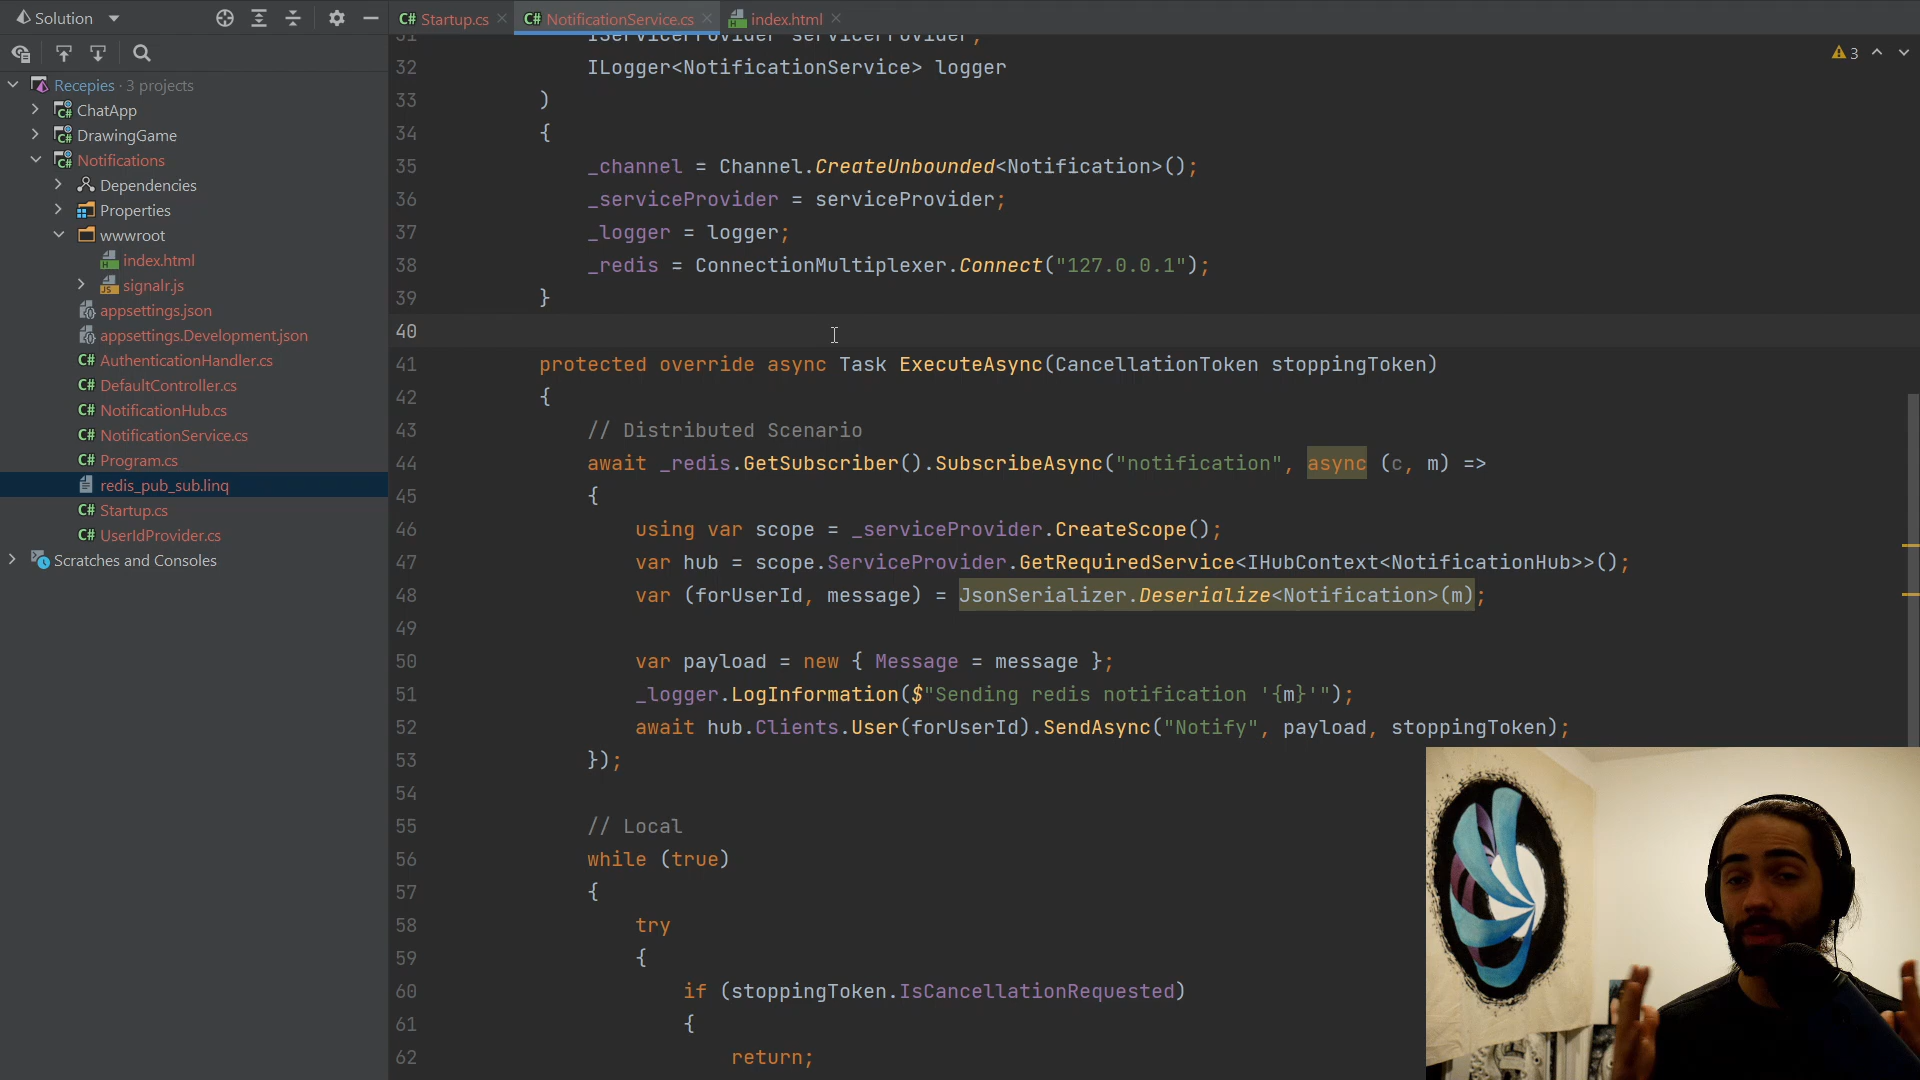 Solution
Startup.cs
NotificationService.cs
index.html
Recepies · 3 projects
ChatApp
DrawingGame
Notifications
Dependencies
Properties
wwwroot
index.html
signalr.js
appsettings.json
appsettings.Development.json
C# AuthenticationHandler.cs
C# DefaultController.cs
C# NotificationHub.cs
C# NotificationService.cs
C# Program.cs
redis_pub_sub.linq
C# Startup.cs
C# UserIdProvider.cs
Scratches and Consoles
3
31 IServiceProvider serviceProvider,
32 ILogger<NotificationService> logger
33 )
34 {
35 _channel = Channel.CreateUnbounded<Notification>();
36 _serviceProvider = serviceProvider;
37 _logger = logger;
38 _redis = ConnectionMultiplexer.Connect("127.0.0.1");
39 }
40
41 protected override async Task ExecuteAsync(CancellationToken stoppingToken)
42 {
43 // Distributed Scenario
44 await _redis.GetSubscriber().SubscribeAsync("notification", async (c, m) =>
45 {
46 using var scope = _serviceProvider.CreateScope();
47 var hub = scope.ServiceProvider.GetRequiredService<IHubContext<NotificationHub>>();
48 var (forUserId, message) = JsonSerializer.Deserialize<Notification>(m);
49
50 var payload = new { Message = message };
51 _logger.LogInformation($"Sending redis notification '{m}'");
52 await hub.Clients.User(forUserId).SendAsync("Notify", payload, stoppingToken);
53 });
54
55 // Local
56 while (true)
57 {
58 try
59 {
60 if (stoppingToken.IsCancellationRequested)
61 {
62 return;